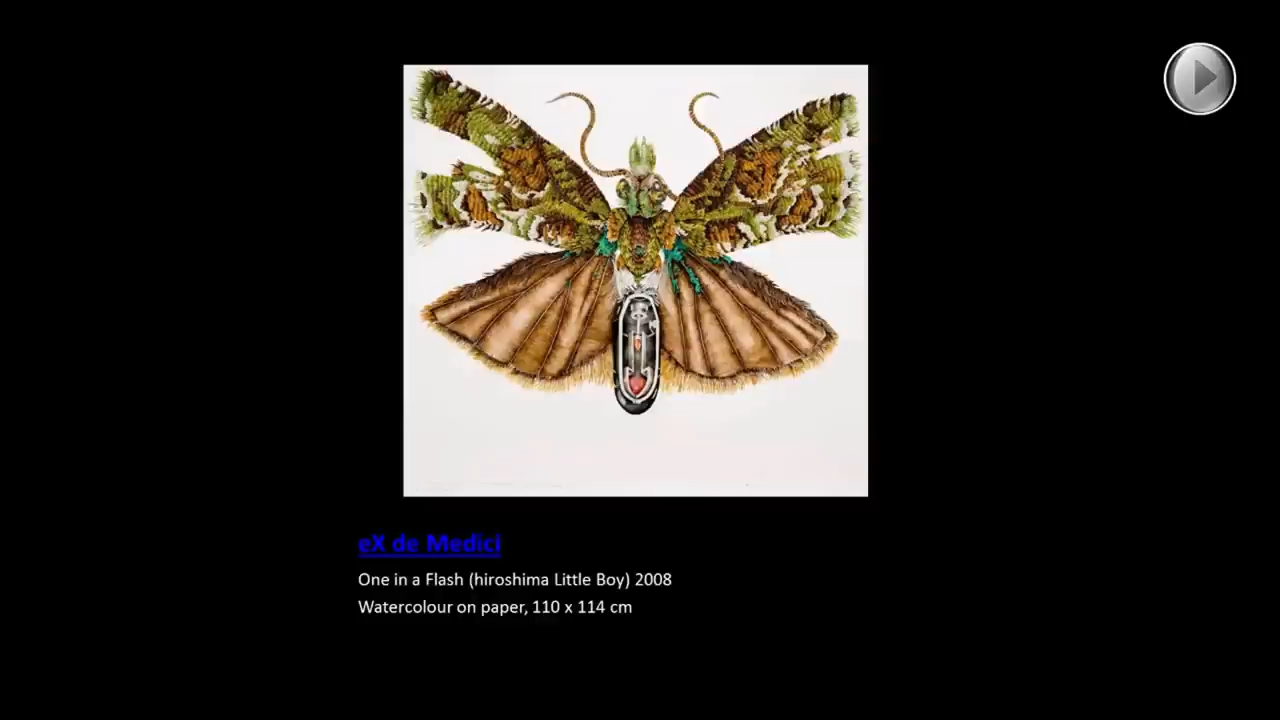 eX de Medici
One in a Flash (hiroshima Little Boy) 2008
Watercolour on paper, 110 x 114 cm